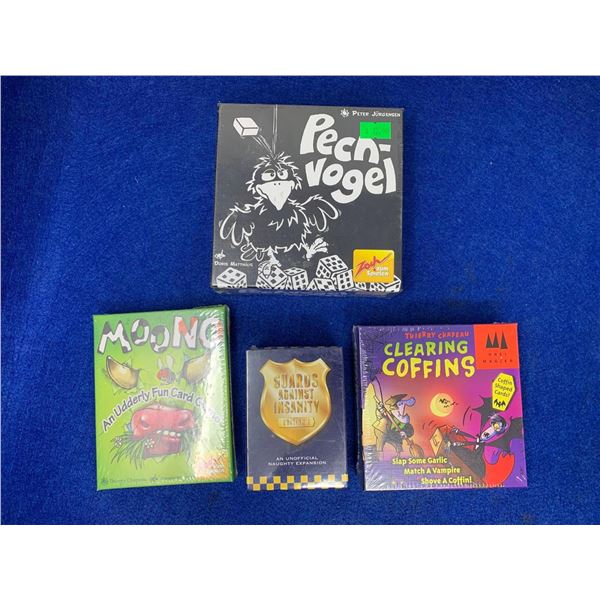 PETER JÜRGENSEN
Pech-
vogel
DORIS MATTHÄUS
Zoch
zum
Spielen
MOONG
An Udderly Fun Card Game
GUARDS
AGAINST
INSANITY
AN UNOFFICIAL
NAUGHTY EXPANSION
THIERRY CHAPEAU
CLEARING
COFFINS
DREI
MAGIER
Coffin
Shaped
Cards!
Slap Some Garlic
Match A Vampire
Shove A Coffin!